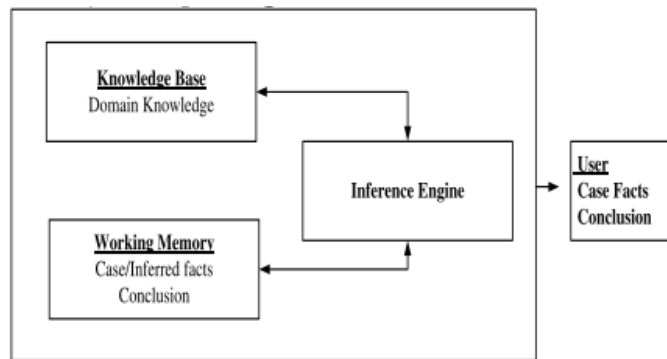 Knowledge Base
Domain Knowledge
Inference Engine
User
Case Facts
Conclusion
Working Memory
Case/Inferred facts
Conclusion